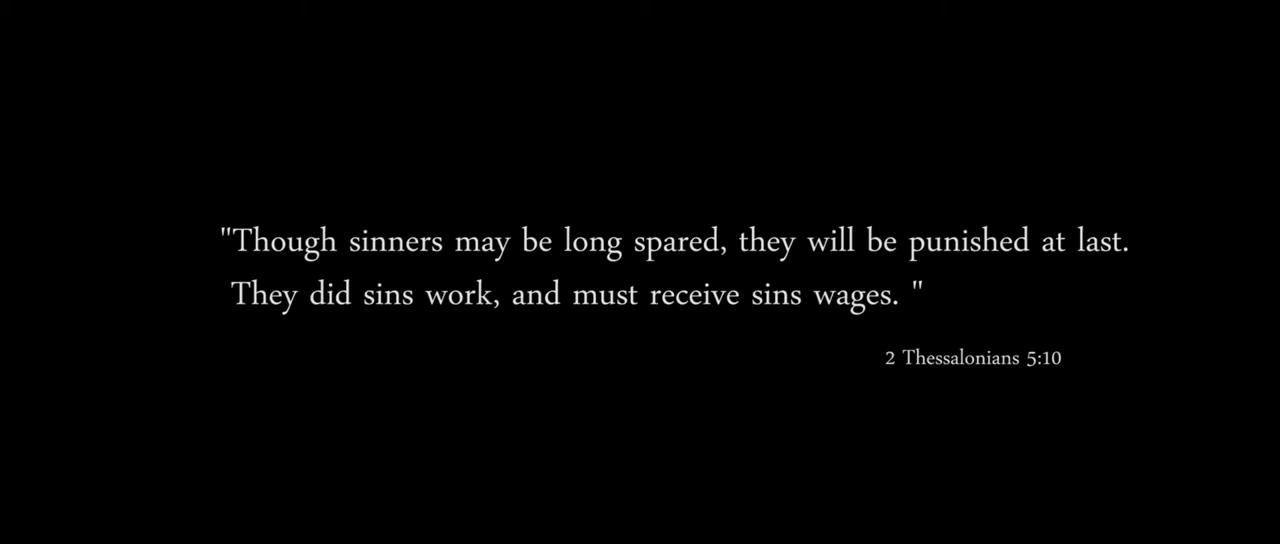 "Though sinners may be long spared, they will be punished at last.
They did sins work, and must receive sins wages. "
2 Thessalonians 5:10